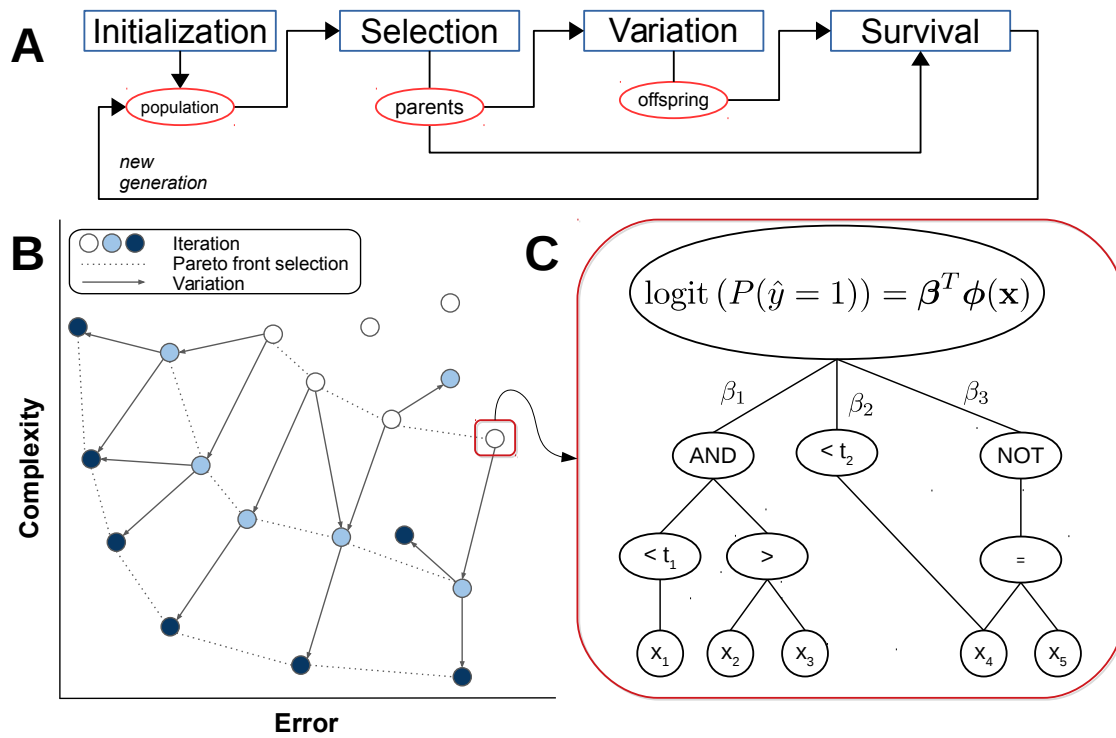 A
Initialization
Selection
Variation
Survival
population
parents
offspring
new
generation
B
Iteration
Pareto front selection
Variation
Complexity
Error
C
logit (P(ŷ = 1)) = β^T ϕ(x)
β₁
β₂
β₃
AND
< t₂
NOT
< t₁
>
=
x₁
x₂
x₃
x₄
x₅